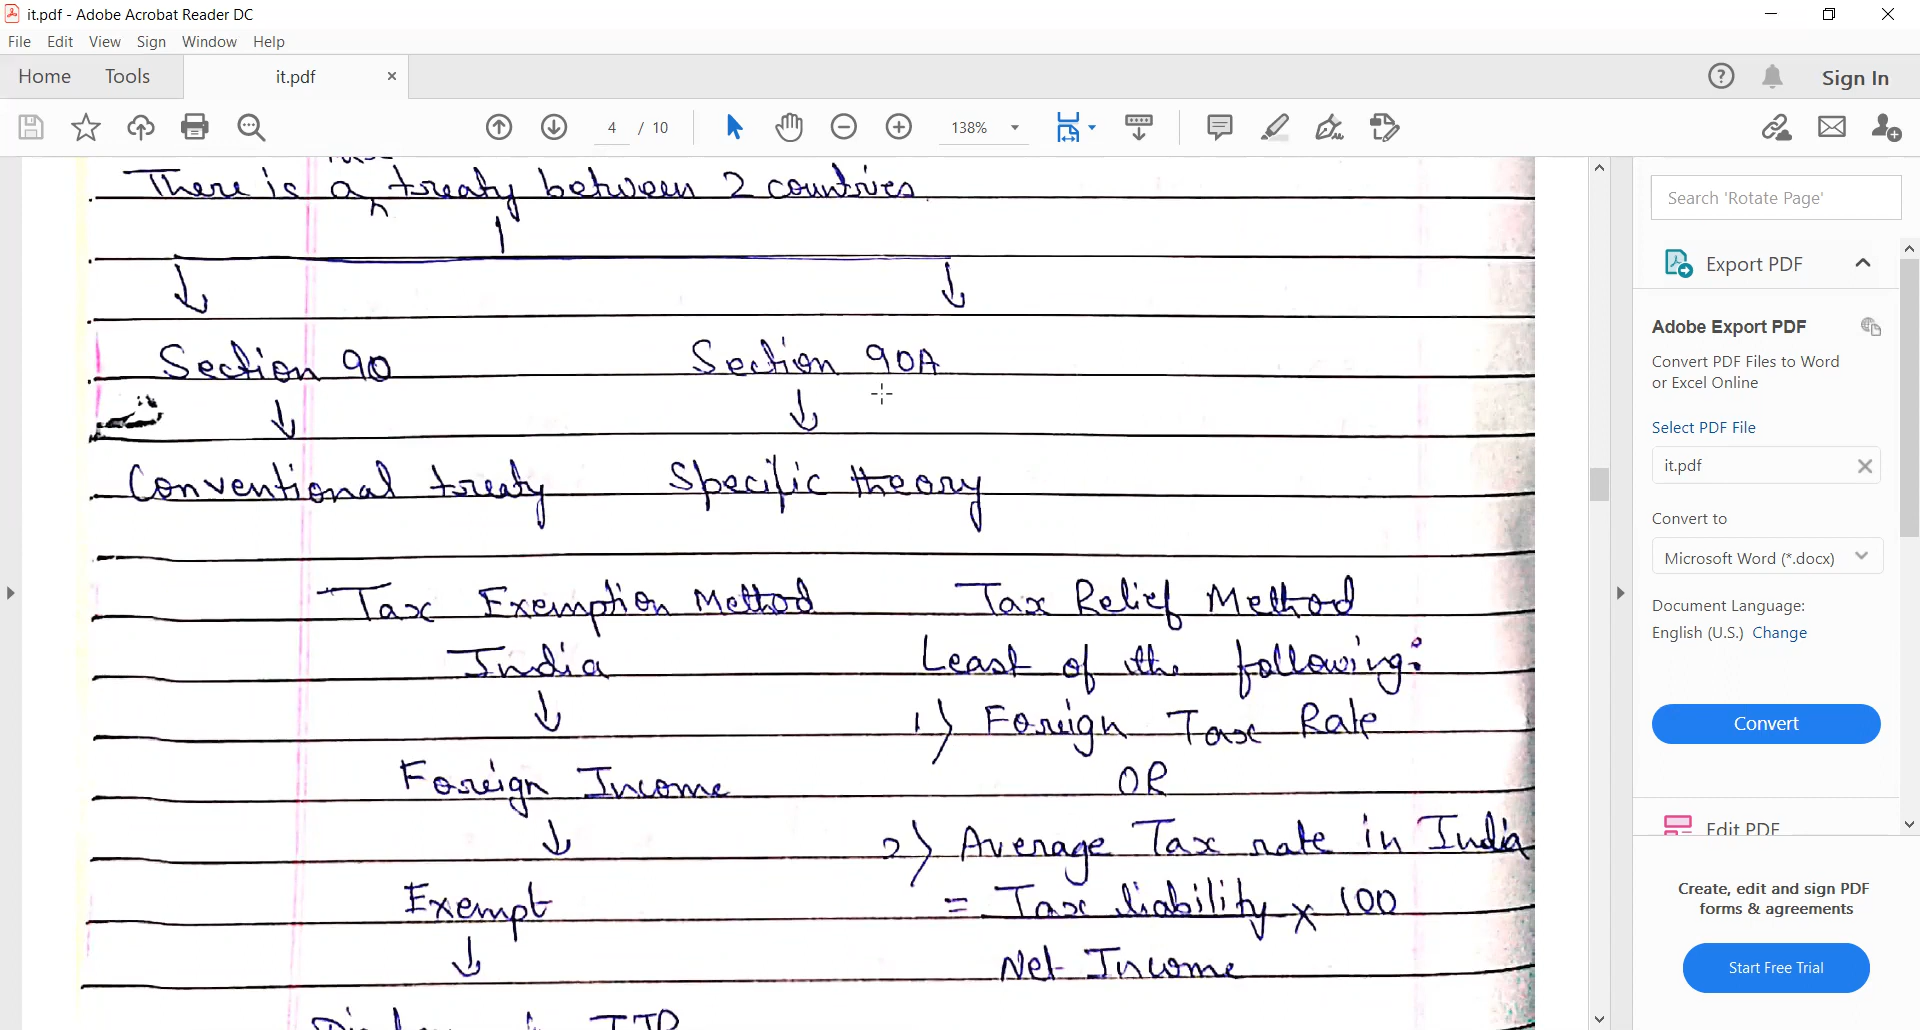 it.pdf - Adobe Acrobat Reader DC
File Edit View Sign Window Help
Home Tools it.pdf × Sign In
4 / 10 138%
There is a treaty between 2 countries
Section 90 Section 90A
Conventional treaty Specific theory
Tax Exemption Method Tax Relief Method
India Least of the following:
1) Foreign Tax Rate
Foreign Income OR
2) Average Tax rate in India
Exempt = Tax liability × 100
Net Income
ITR
Search 'Rotate Page'
Export PDF
Adobe Export PDF
Convert PDF Files to Word
or Excel Online
Select PDF File
it.pdf
Convert to
Microsoft Word (*.docx)
Document Language:
English (U.S.) Change
Convert
Edit PDF
Create, edit and sign PDF
forms & agreements
Start Free Trial